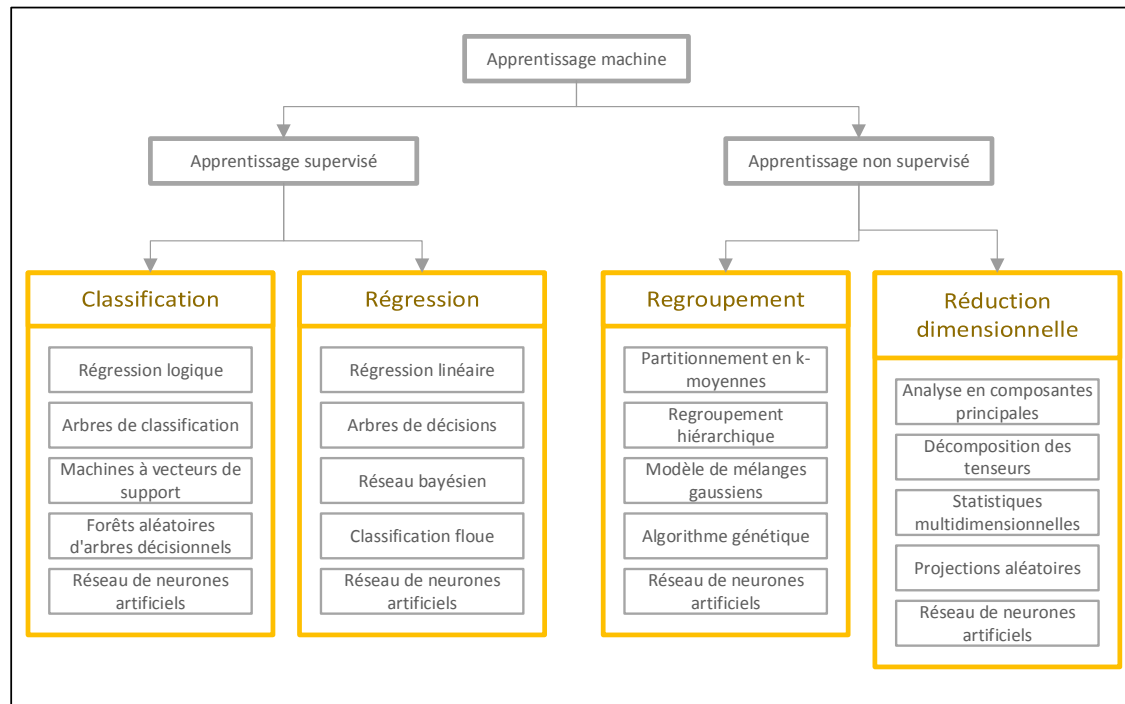 Apprentissage machine
Apprentissage supervisé
Apprentissage non supervisé
Classification
Régression logique
Arbres de classification
Machines à vecteurs de
support
Forêts aléatoires
d'arbres décisionnels
Réseau de neurones
artificiels
Régression
Régression linéaire
Arbres de décisions
Réseau bayésien
Classification floue
Réseau de neurones
artificiels
Regroupement
Partitionnement en k-
moyennes
Regroupement
hiérarchique
Modèle de mélanges
gaussiens
Algorithme génétique
Réseau de neurones
artificiels
Réduction
dimensionnelle
Analyse en composantes
principales
Décomposition des
tenseurs
Statistiques
multidimensionnelles
Projections aléatoires
Réseau de neurones
artificiels